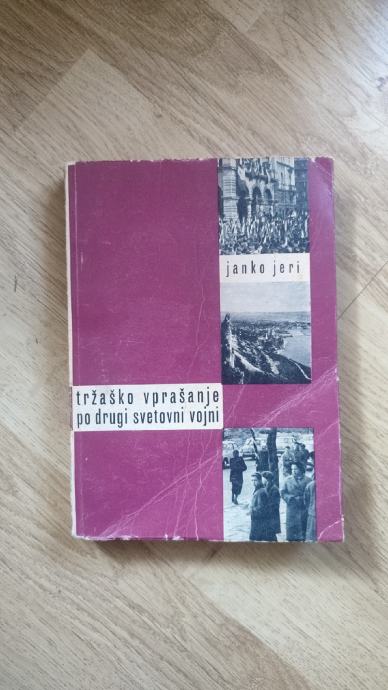 janko jeri
tržaško vprašanje
po drugi svetovni vojni